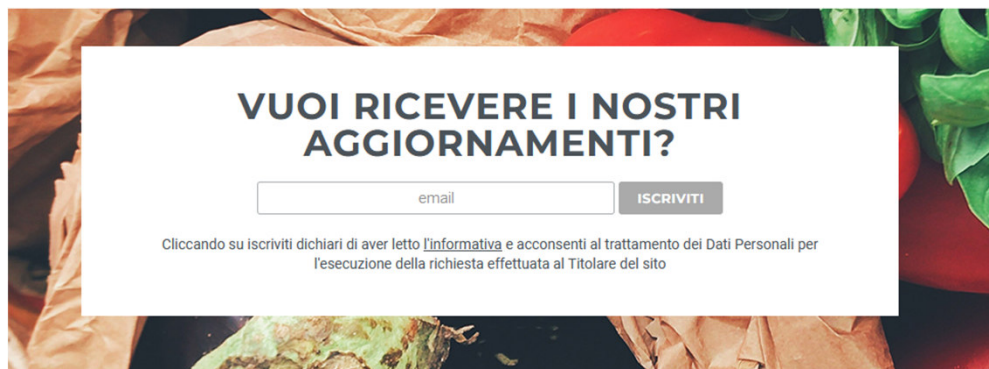 VUOI RICEVERE I NOSTRI
AGGIORNAMENTI?
email ISCRIVITI
Cliccando su iscriviti dichiari di aver letto l'informativa e acconsenti al trattamento dei Dati Personali per
l'esecuzione della richiesta effettuata al Titolare del sito